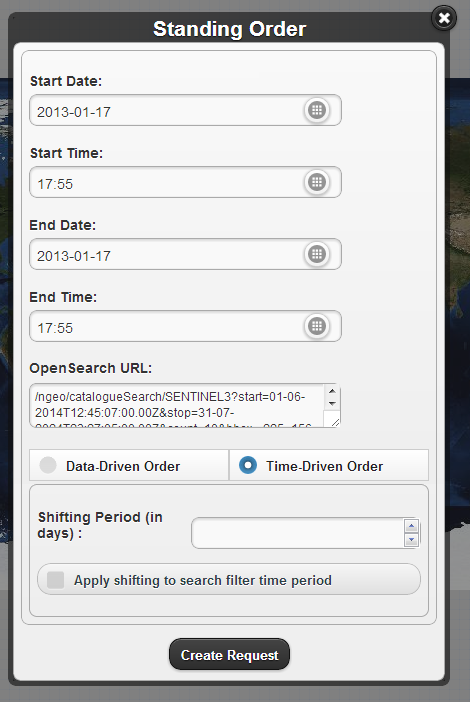 Standing Order
Start Date:
2013-01-17
Start Time:
17:55
End Date:
2013-01-17
End Time:
17:55
OpenSearch URL:
/ngeo/catalogueSearch/SENTINEL3?start=01-06-
2014T12:45:07:00.00Z&stop=31-07-
Data-Driven Order
Time-Driven Order
Shifting Period (in
days) :
Apply shifting to search filter time period
Create Request